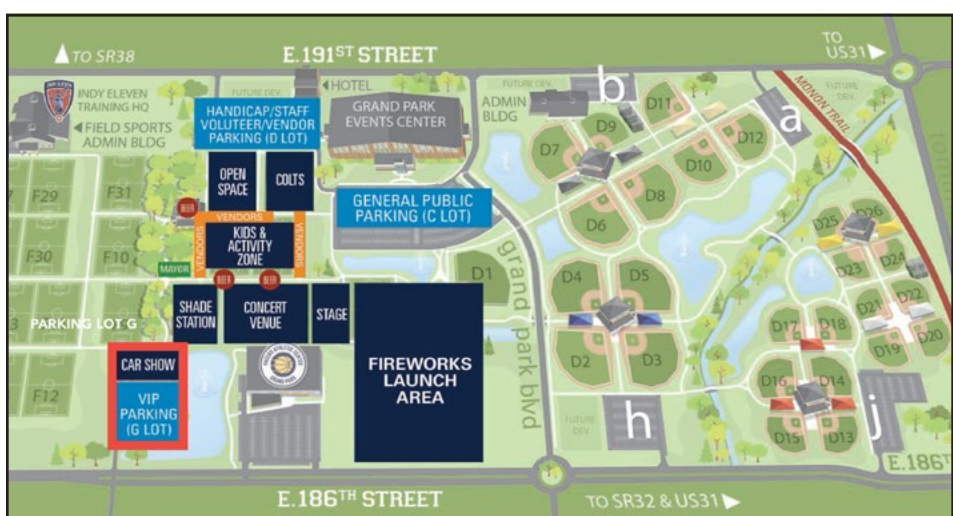 TO SR38
E.191ST STREET
TO
US31
INDY ELEVEN
TRAINING HQ
FIELD SPORTS
ADMIN BLDG
FUTURE DEV.
HOTEL
HANDICAP/STAFF
VOLUTEER/VENDOR
PARKING (D LOT)
GRAND PARK
EVENTS CENTER
FUTURE DEV.
b
ADMIN
BLDG
FUTURE
DEV.
MONON TRAIL
a
D11
D9
D7
D12
D10
D8
D6
OPEN
SPACE
COLTS
GENERAL PUBLIC
PARKING (C LOT)
F29
F31
BEER
VENDORS
VENDORS
KIDS &
ACTIVITY
ZONE
VENDORS
F30
F10
MAYOR
BEER
BEER
D1
grand park blvd
D4
D5
D2
D3
D25
D26
D23
D24
D21
D22
D19
D20
D17
D18
D16
D14
D15
D13
SHADE
STATION
CONCERT
VENUE
STAGE
FIREWORKS
LAUNCH
AREA
PARKING LOT G
3
CAR SHOW
VIP
PARKING
(G LOT)
F12
GRAND PARK
FUTURE
DEV.
h
j
E.186TH
E.186TH STREET
TO SR32 & US31